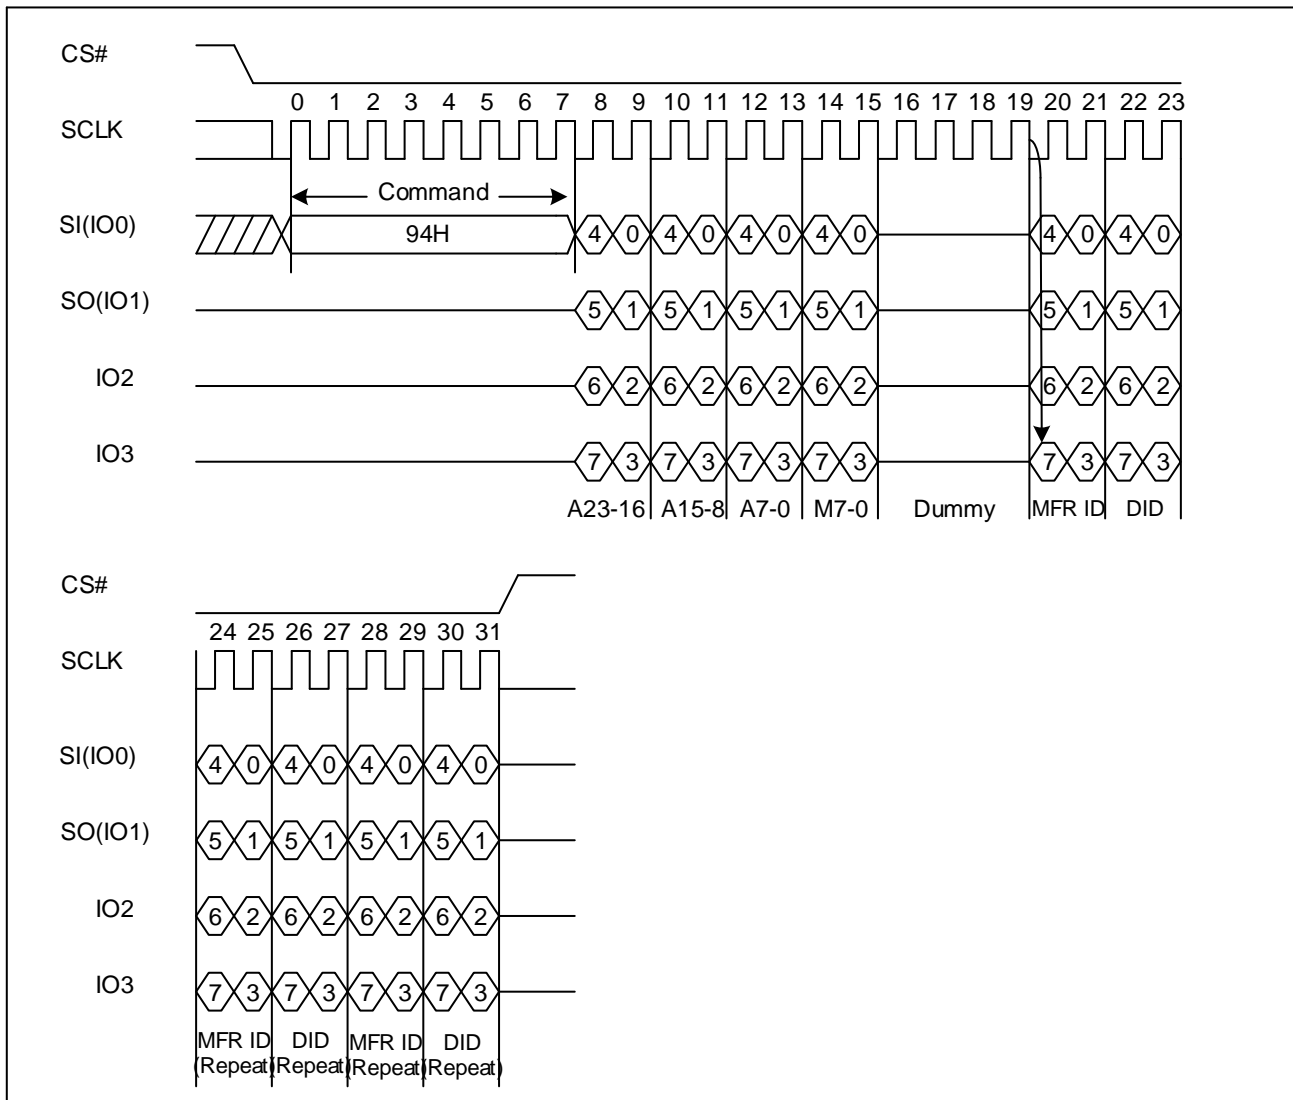 CS#
0 1 2 3 4 5 6 7 8 9 10 11 12 13 14 15 16 17 18 19 20 21 22 23
SCLK
Command
SI(IO0) 94H 4 0 4 0 4 0 4 0 4 0 4 0
SO(IO1) 5 1 5 1 5 1 5 1 5 1 5 1
IO2 6 2 6 2 6 2 6 2 6 2 6 2
IO3 7 3 7 3 7 3 7 3 7 3 7 3
A23-16 A15-8 A7-0 M7-0 Dummy MFR ID DID
CS#
24 25 26 27 28 29 30 31
SCLK
SI(IO0) 4 0 4 0 4 0 4 0
SO(IO1) 5 1 5 1 5 1 5 1
IO2 6 2 6 2 6 2 6 2
IO3 7 3 7 3 7 3 7 3
MFR ID DID MFR ID DID
(Repeat) (Repeat) (Repeat) (Repeat)